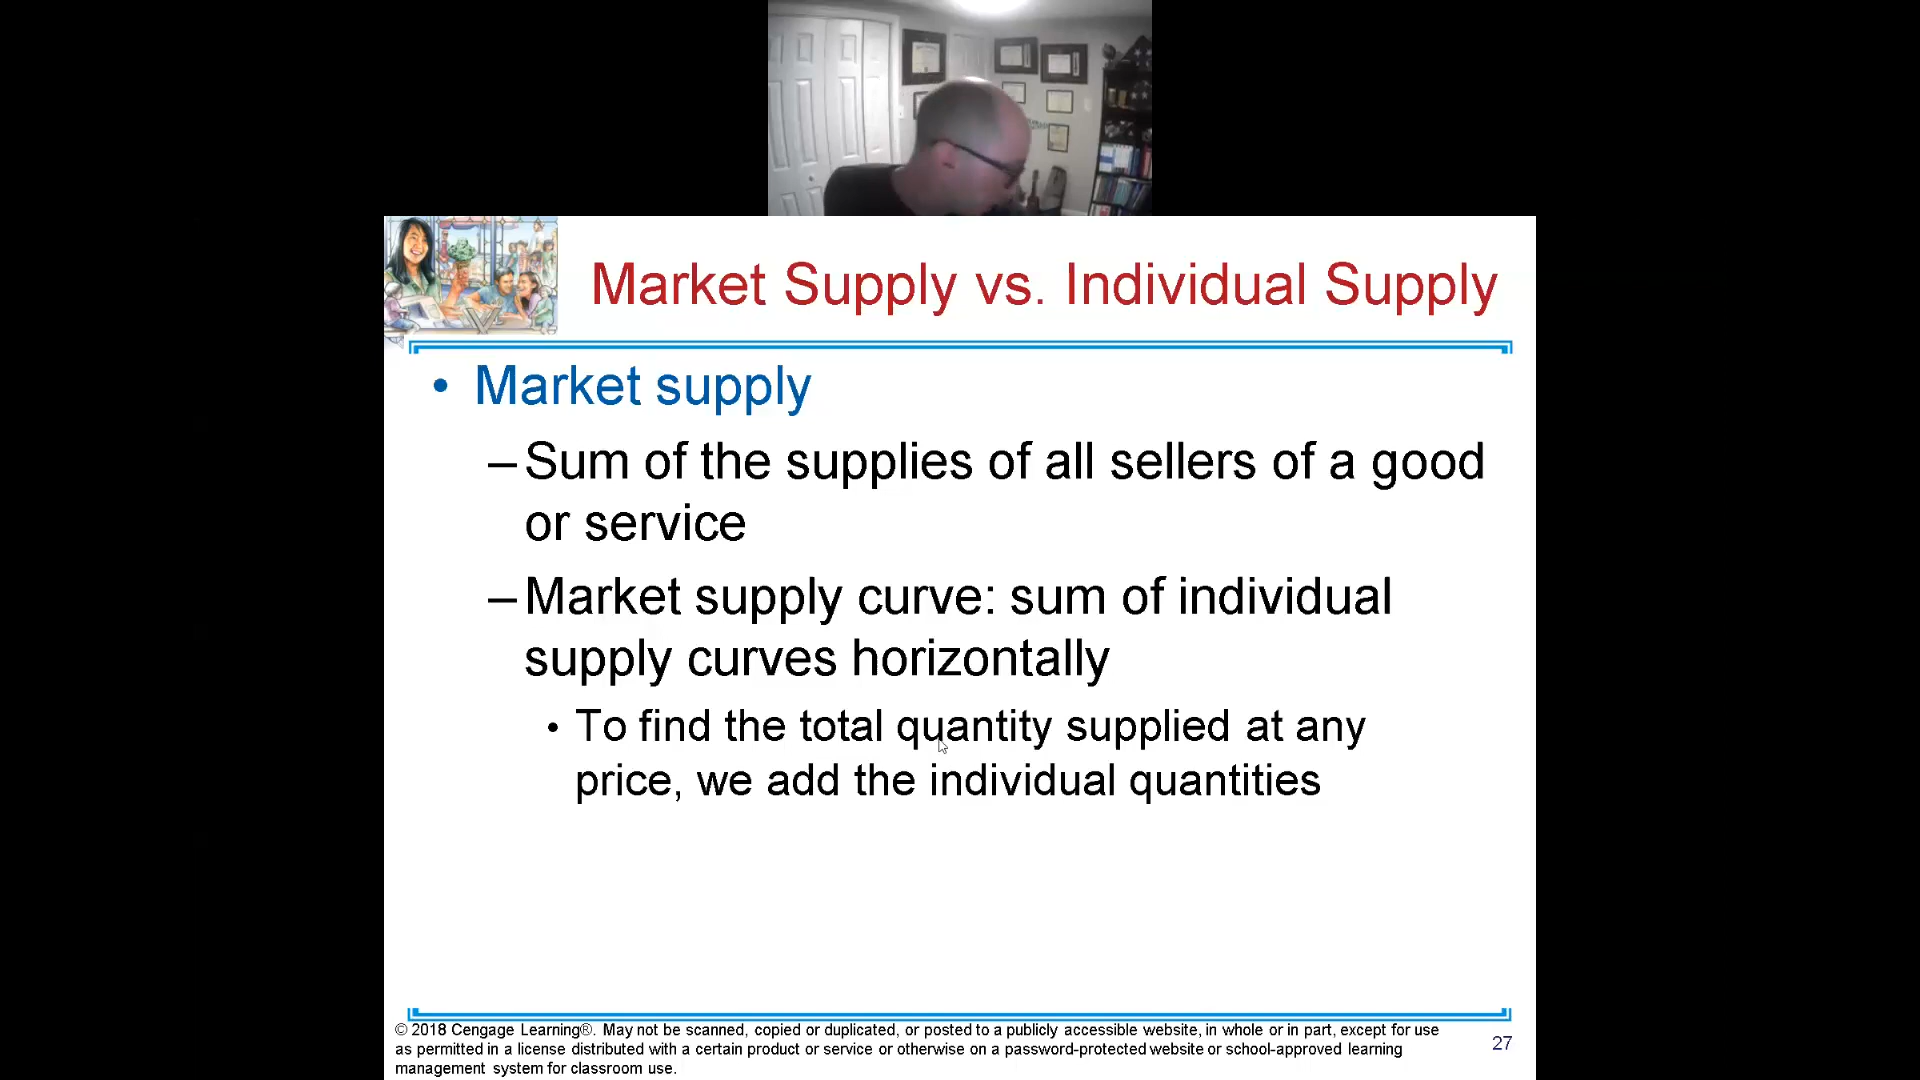 Market Supply vs. Individual Supply
• Market supply
– Sum of the supplies of all sellers of a good
or service
– Market supply curve: sum of individual
supply curves horizontally
• To find the total quantity supplied at any
price, we add the individual quantities
© 2018 Cengage Learning®. May not be scanned, copied or duplicated, or posted to a publicly accessible website, in whole or in part, except for use
as permitted in a license distributed with a certain product or service or otherwise on a password-protected website or school-approved learning
management system for classroom use.
27